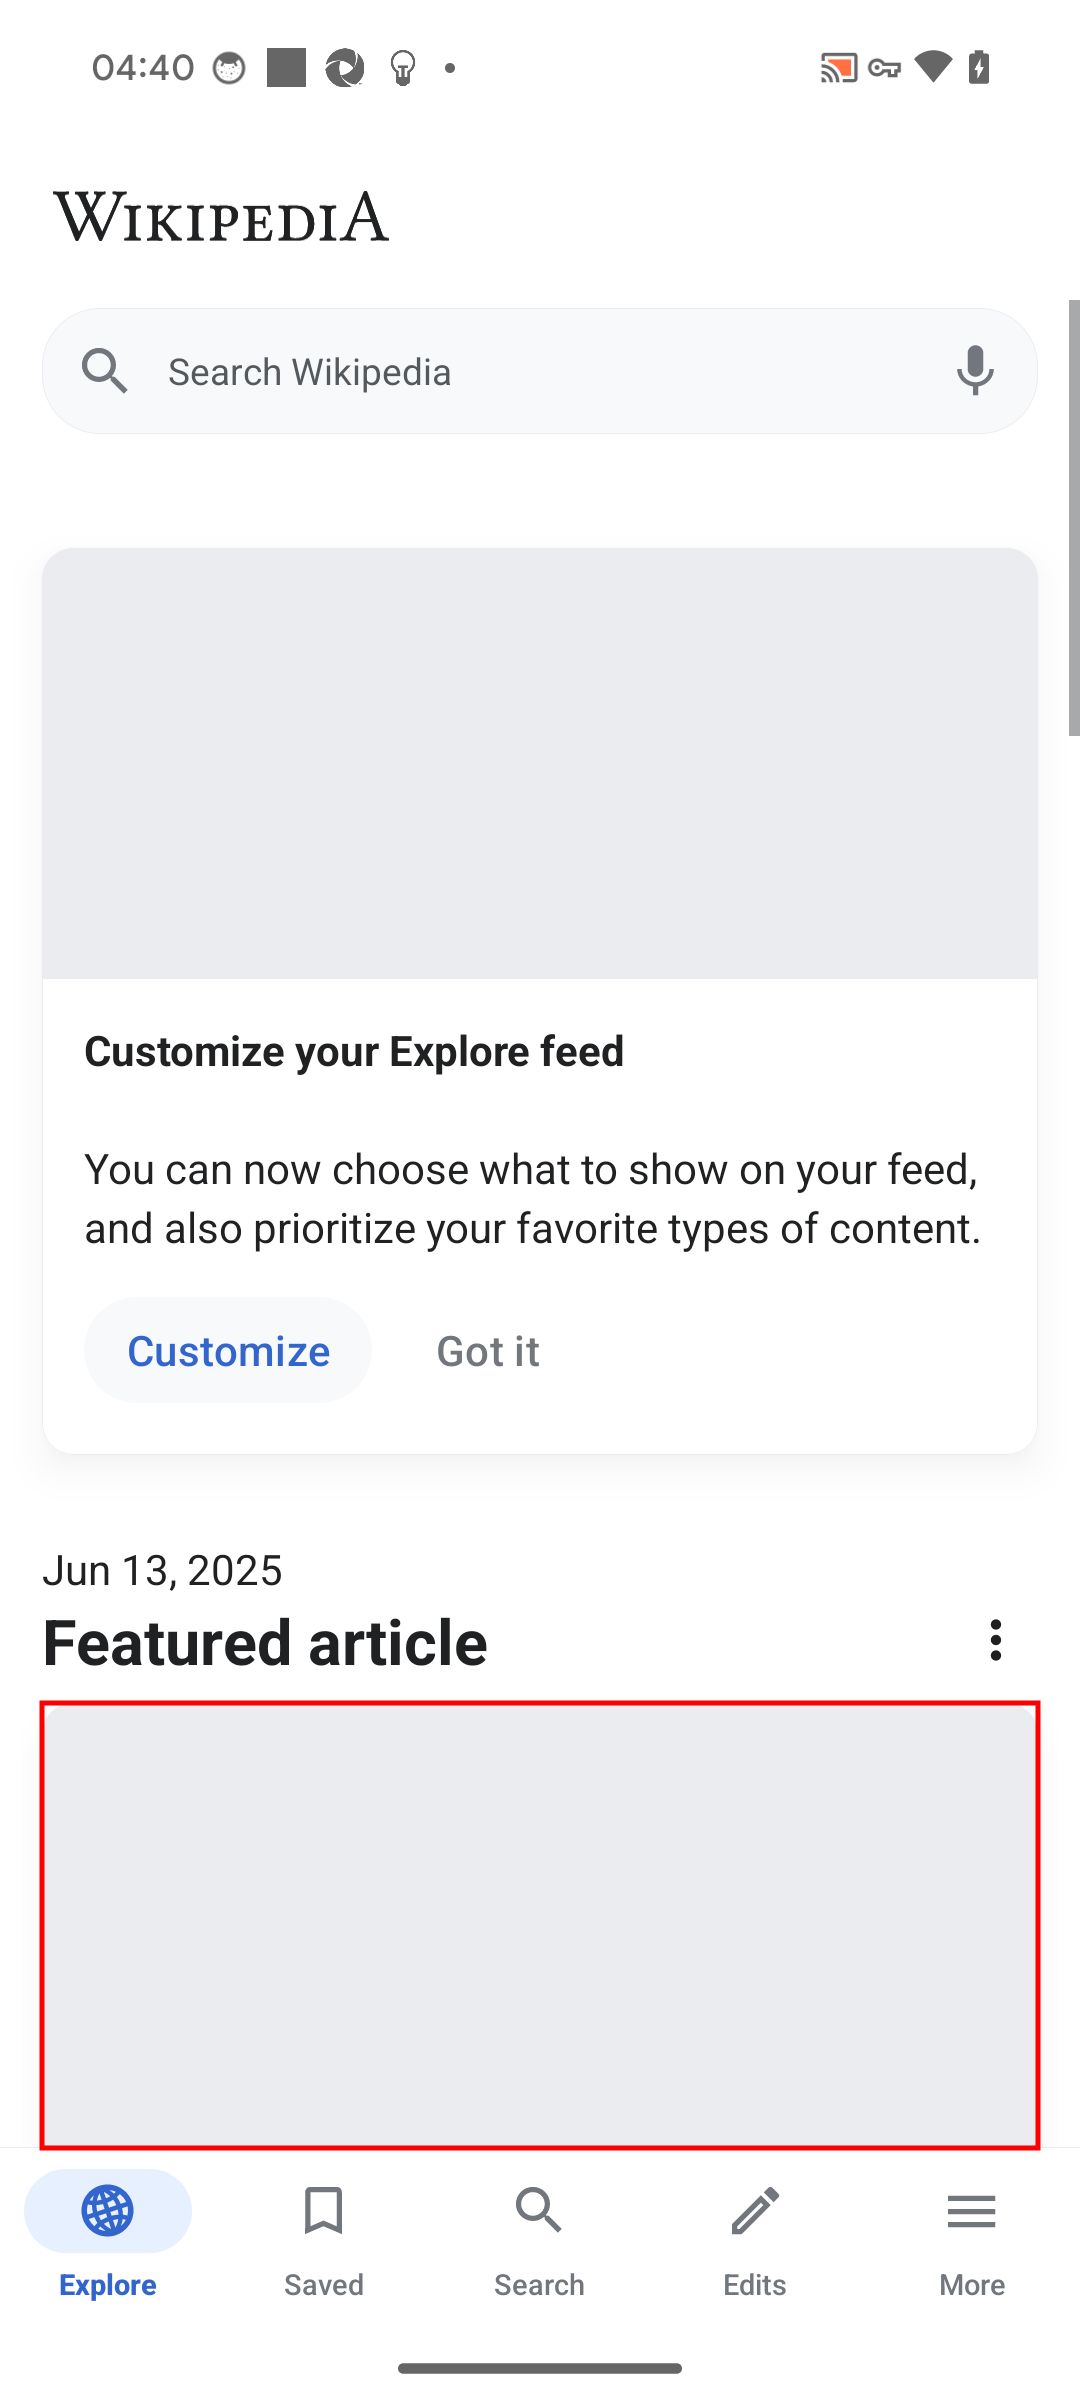 04:40
WIKIPEDIA
Search Wikipedia
Customize your Explore feed
You can now choose what to show on your feed,
and also prioritize your favorite types of content.
Customize Got it
Jun 13, 2025
Featured article
Explore Saved Search Edits More